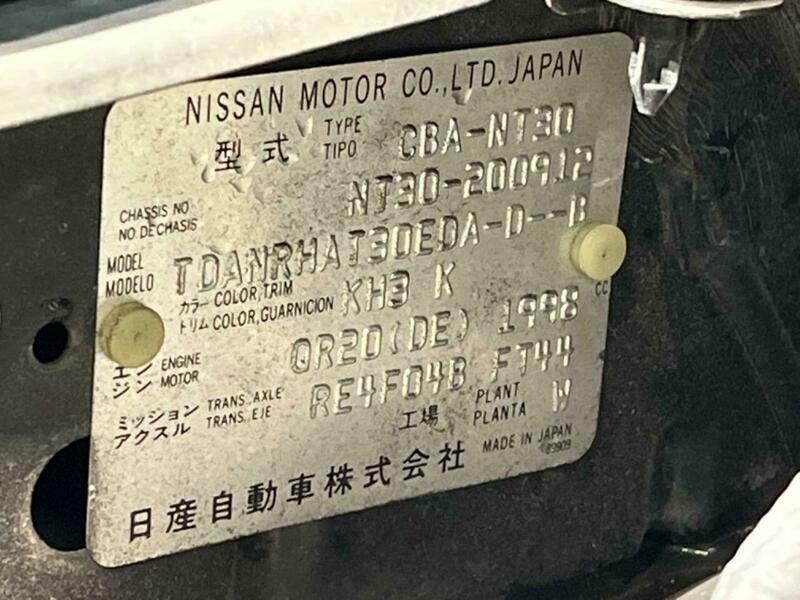 NISSAN MOTOR CO.,LTD. JAPAN
型式 TYPE TIPO CBA-NT30
CHASSIS NO
NO DECHASIS NT30-200912
MODEL
MODELO TDANRHAT30EDA-D--B
カラー COLOR,TRIM
トリム COLOR,GUARNICION KH3 K
CC
エン ENGINE
ジン MOTOR QR20(DE) 1998
ミッション TRANS.,AXLE
アクスル TRANS.,EJE RE4F04B FT44
工場 PLANT
PLANTA W
MADE IN JAPAN
89909
日産自動車株式会社